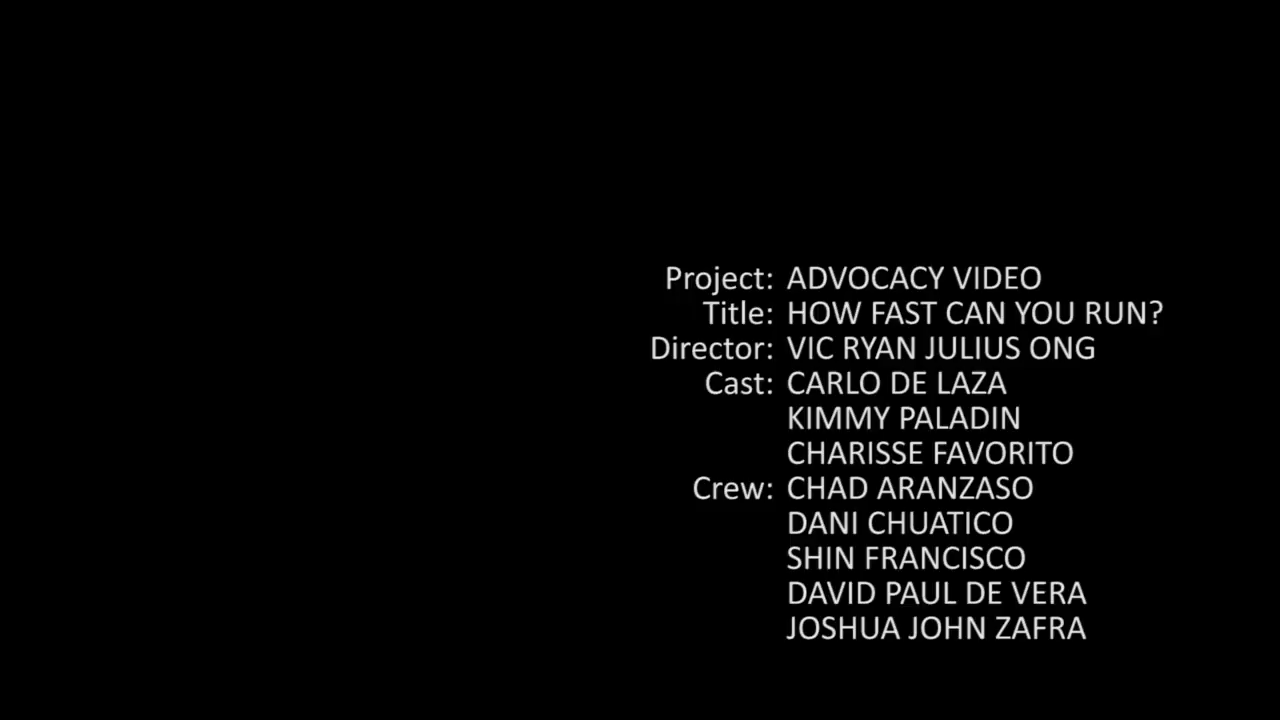 Project: ADVOCACY VIDEO
Title: HOW FAST CAN YOU RUN?
Director: VIC RYAN JULIUS ONG
Cast: CARLO DE LAZA
KIMMY PALADIN
CHARISSE FAVORITO
Crew: CHAD ARANZASO
DANI CHUATICO
SHIN FRANCISCO
DAVID PAUL DE VERA
JOSHUA JOHN ZAFRA